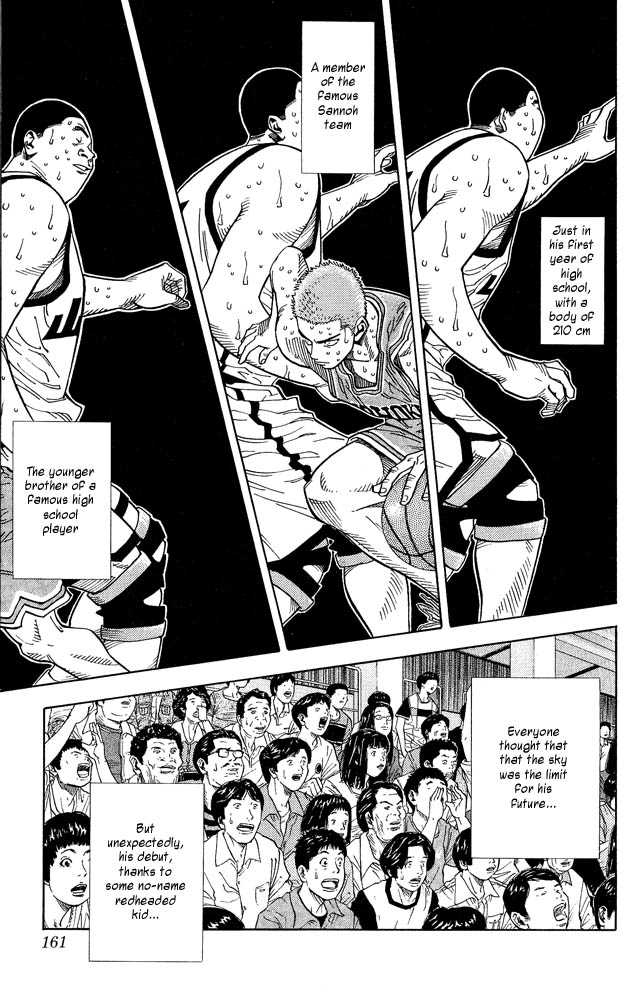 Just in
his first
year of
high
school,
with a
body of
210 cm
A member
of the
famous
Sannoh
team
The younger
brother of a
famous high
school
player
Everyone
thought that
that the sky
was the limit
for his
future...
But
unexpectedly,
his debut,
thanks to
some no-name
redheaded
kid...
161